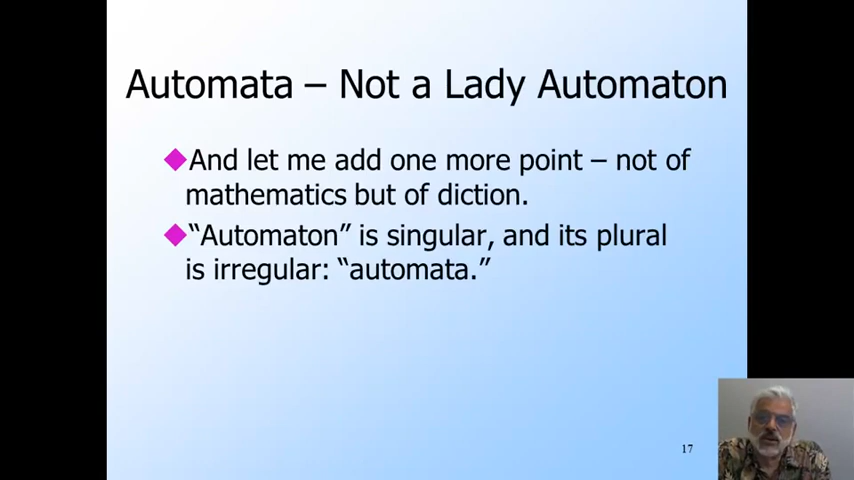 Automata – Not a Lady Automaton
And let me add one more point – not of
mathematics but of diction.
“Automaton” is singular, and its plural
is irregular: “automata.”
17